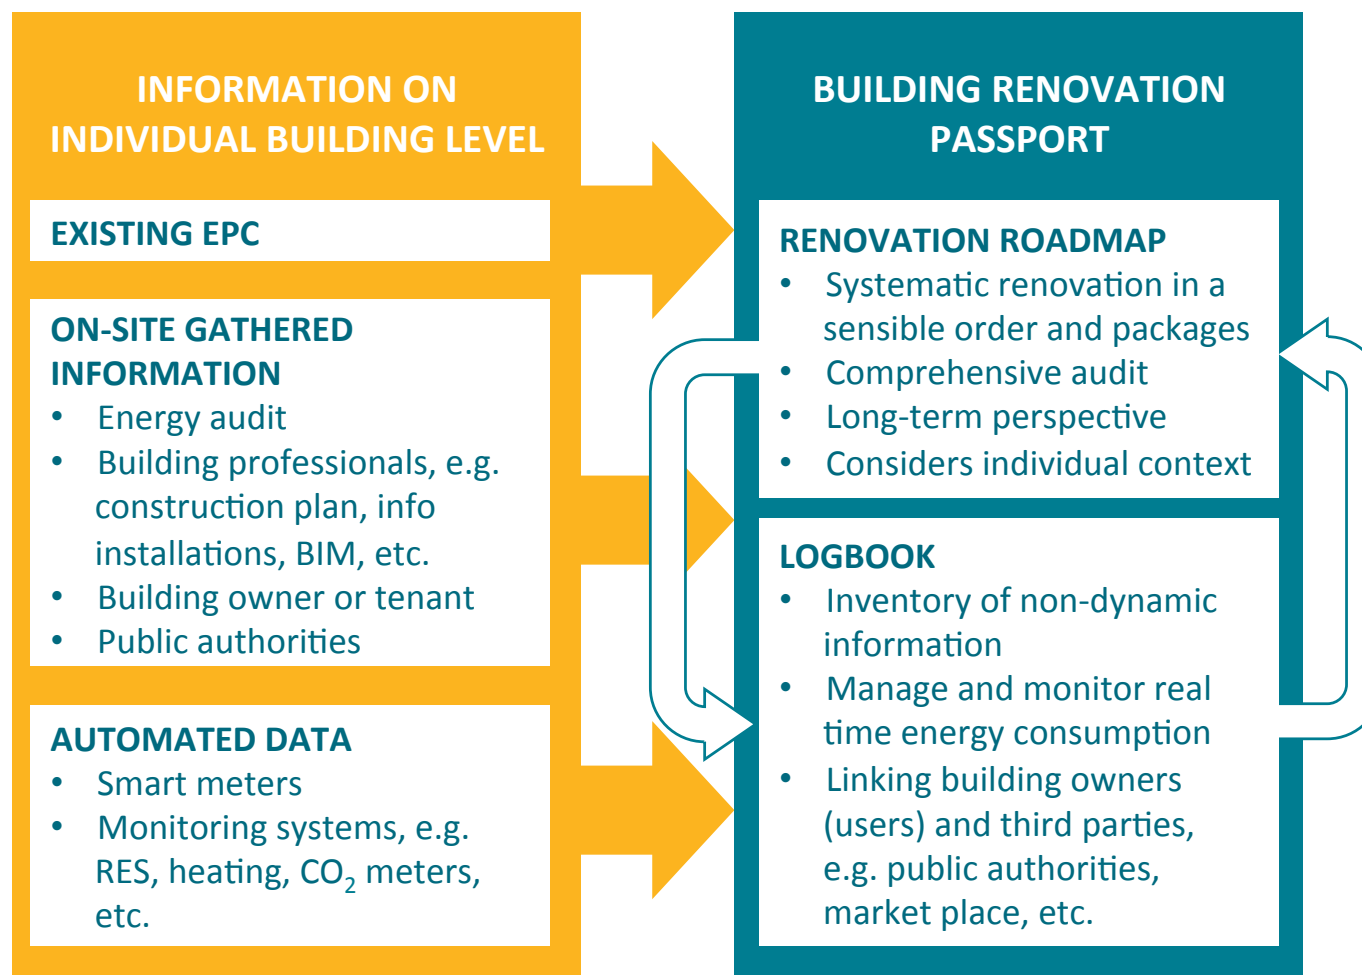 INFORMATION ON
INDIVIDUAL BUILDING LEVEL
EXISTING EPC
ON-SITE GATHERED
INFORMATION
• Energy audit
• Building professionals, e.g.
construction plan, info
installations, BIM, etc.
• Building owner or tenant
• Public authorities
AUTOMATED DATA
• Smart meters
• Monitoring systems, e.g.
RES, heating, CO₂ meters,
etc.
BUILDING RENOVATION
PASSPORT
RENOVATION ROADMAP
• Systematic renovation in a
sensible order and packages
• Comprehensive audit
• Long-term perspective
• Considers individual context
LOGBOOK
• Inventory of non-dynamic
information
• Manage and monitor real
time energy consumption
• Linking building owners
(users) and third parties,
e.g. public authorities,
market place, etc.